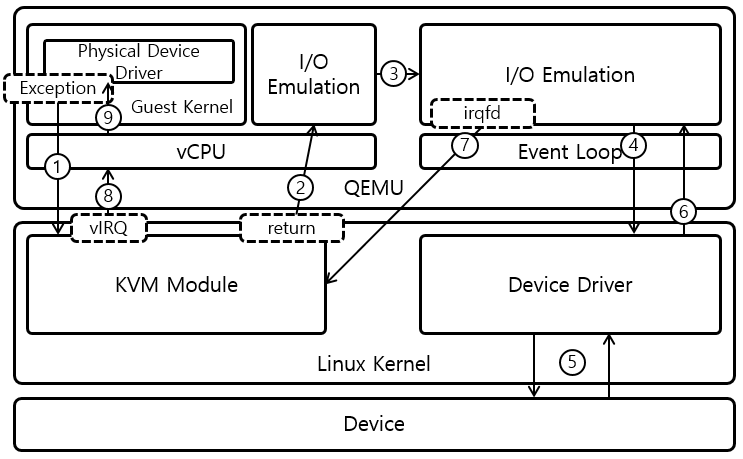 Physical Device
Driver
Exception
Guest Kernel
9
I/O
Emulation
3
I/O Emulation
irqfd
1
vCPU
7
Event Loop
4
8
2
QEMU
6
vIRQ
return
KVM Module
Device Driver
5
Linux Kernel
Device